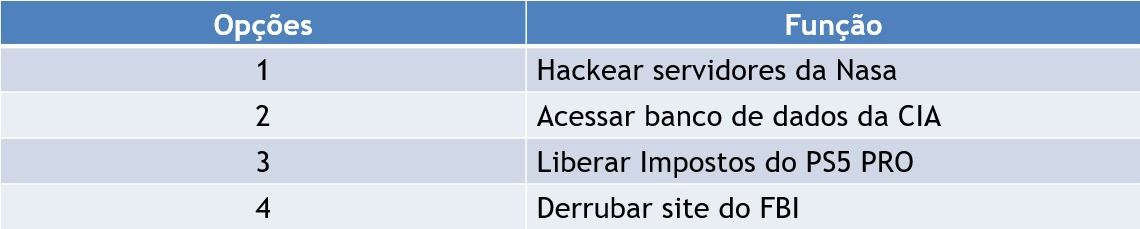 Opções Função
1 Hackear servidores da Nasa
2 Acessar banco de dados da CIA
3 Liberar Impostos do PS5 PRO
4 Derrubar site do FBI